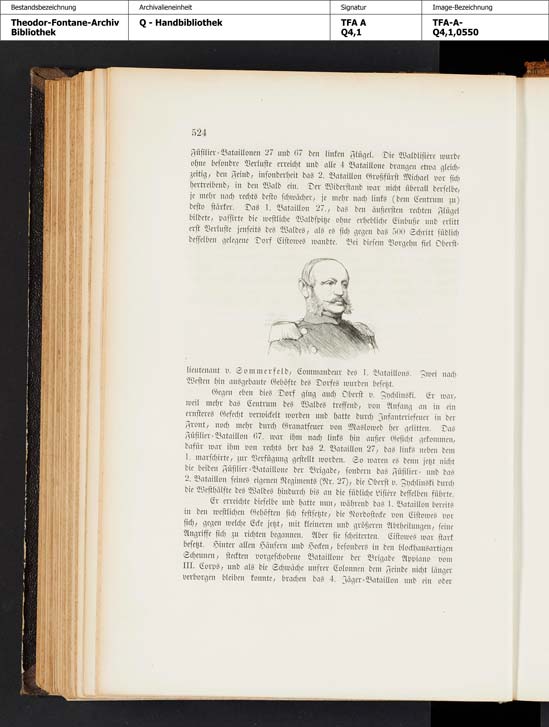 Bestandsbezeichnung
Theodor-Fontane-Archiv
Bibliothek
Archivalieneinheit
Q - Handbibliothek
Signatur
TFA A
Q4,1
Image-Bezeichnung
TFA-A-
Q4,1,0550
524
Füsilier-Bataillonen 27 und 67 den linken Flügel. Die Waldlisière wurde
ohne besondre Verluste erreicht und alle 4 Bataillone drangen etwa gleich-
zeitig, den Feind, insonderheit das 2. Bataillon Großfürst Michael vor sich
hertreibend, in den Wald ein. Der Widerstand war nicht überall derselbe,
je mehr nach rechts desto schwächer, je mehr nach links (dem Centrum zu)
desto stärker. Das 1. Bataillon 27., das den äußersten rechten Flügel
bildete, passirte die westliche Waldspitze ohne erhebliche Einbuße und erlitt
erst Verluste jenseits des Waldes, als es sich gegen das 500 Schritt südlich
desselben gelegene Dorf Cistowes wandte. Bei diesem Vorgehn fiel Oberst-
lieutenant v. Sommerfeld, Commandeur des 1. Bataillons. Zwei nach
Westen hin ausgebaute Gehöfte des Dorfes wurden besetzt.
Gegen eben dies Dorf ging auch Oberst v. Zychlinski. Er war,
weil mehr das Centrum des Waldes treffend, von Anfang an in ein
ernsteres Gefecht verwickelt worden und hatte durch Infanteriefeuer in der
Front, noch mehr durch Granatfeuer von Maslowed her gelitten. Das
Füsilier-Bataillon 67. war ihm nach links hin außer Gesicht gekommen,
dafür war ihm von rechts her das 2. Bataillon 27, das links neben dem
1. marschirte, zur Verfügung gestellt worden. So waren es denn jetzt nicht
die beiden Füsilier-Bataillone der Brigade, sondern das Füsilier- und das
2. Bataillon seines eigenen Regiments (Nr. 27), die Oberst v. Zychlinski durch
die Westhälfte des Waldes hindurch bis an die südliche Lisière desselben führte.
Er erreichte dieselbe und hatte nun, während das 1. Bataillon bereits
in den westlichen Gehöften sich festsetzte, die Nordostecke von Cistowes vor
sich, gegen welche Ecke jetzt, mit kleineren und größeren Abtheilungen, seine
Angriffe sich zu richten begannen. Aber sie scheiterten. Cistowes war stark
besetzt. Hinter allen Häusern und Hecken, besonders in den blockhausartigen
Scheunen, steckten vorgeschobene Bataillone der Brigade Appiano vom
III. Corps, und als die Schwäche unsrer Colonnen dem Feinde nicht länger
verborgen bleiben konnte, brachen das 4. Jäger-Bataillon und ein oder